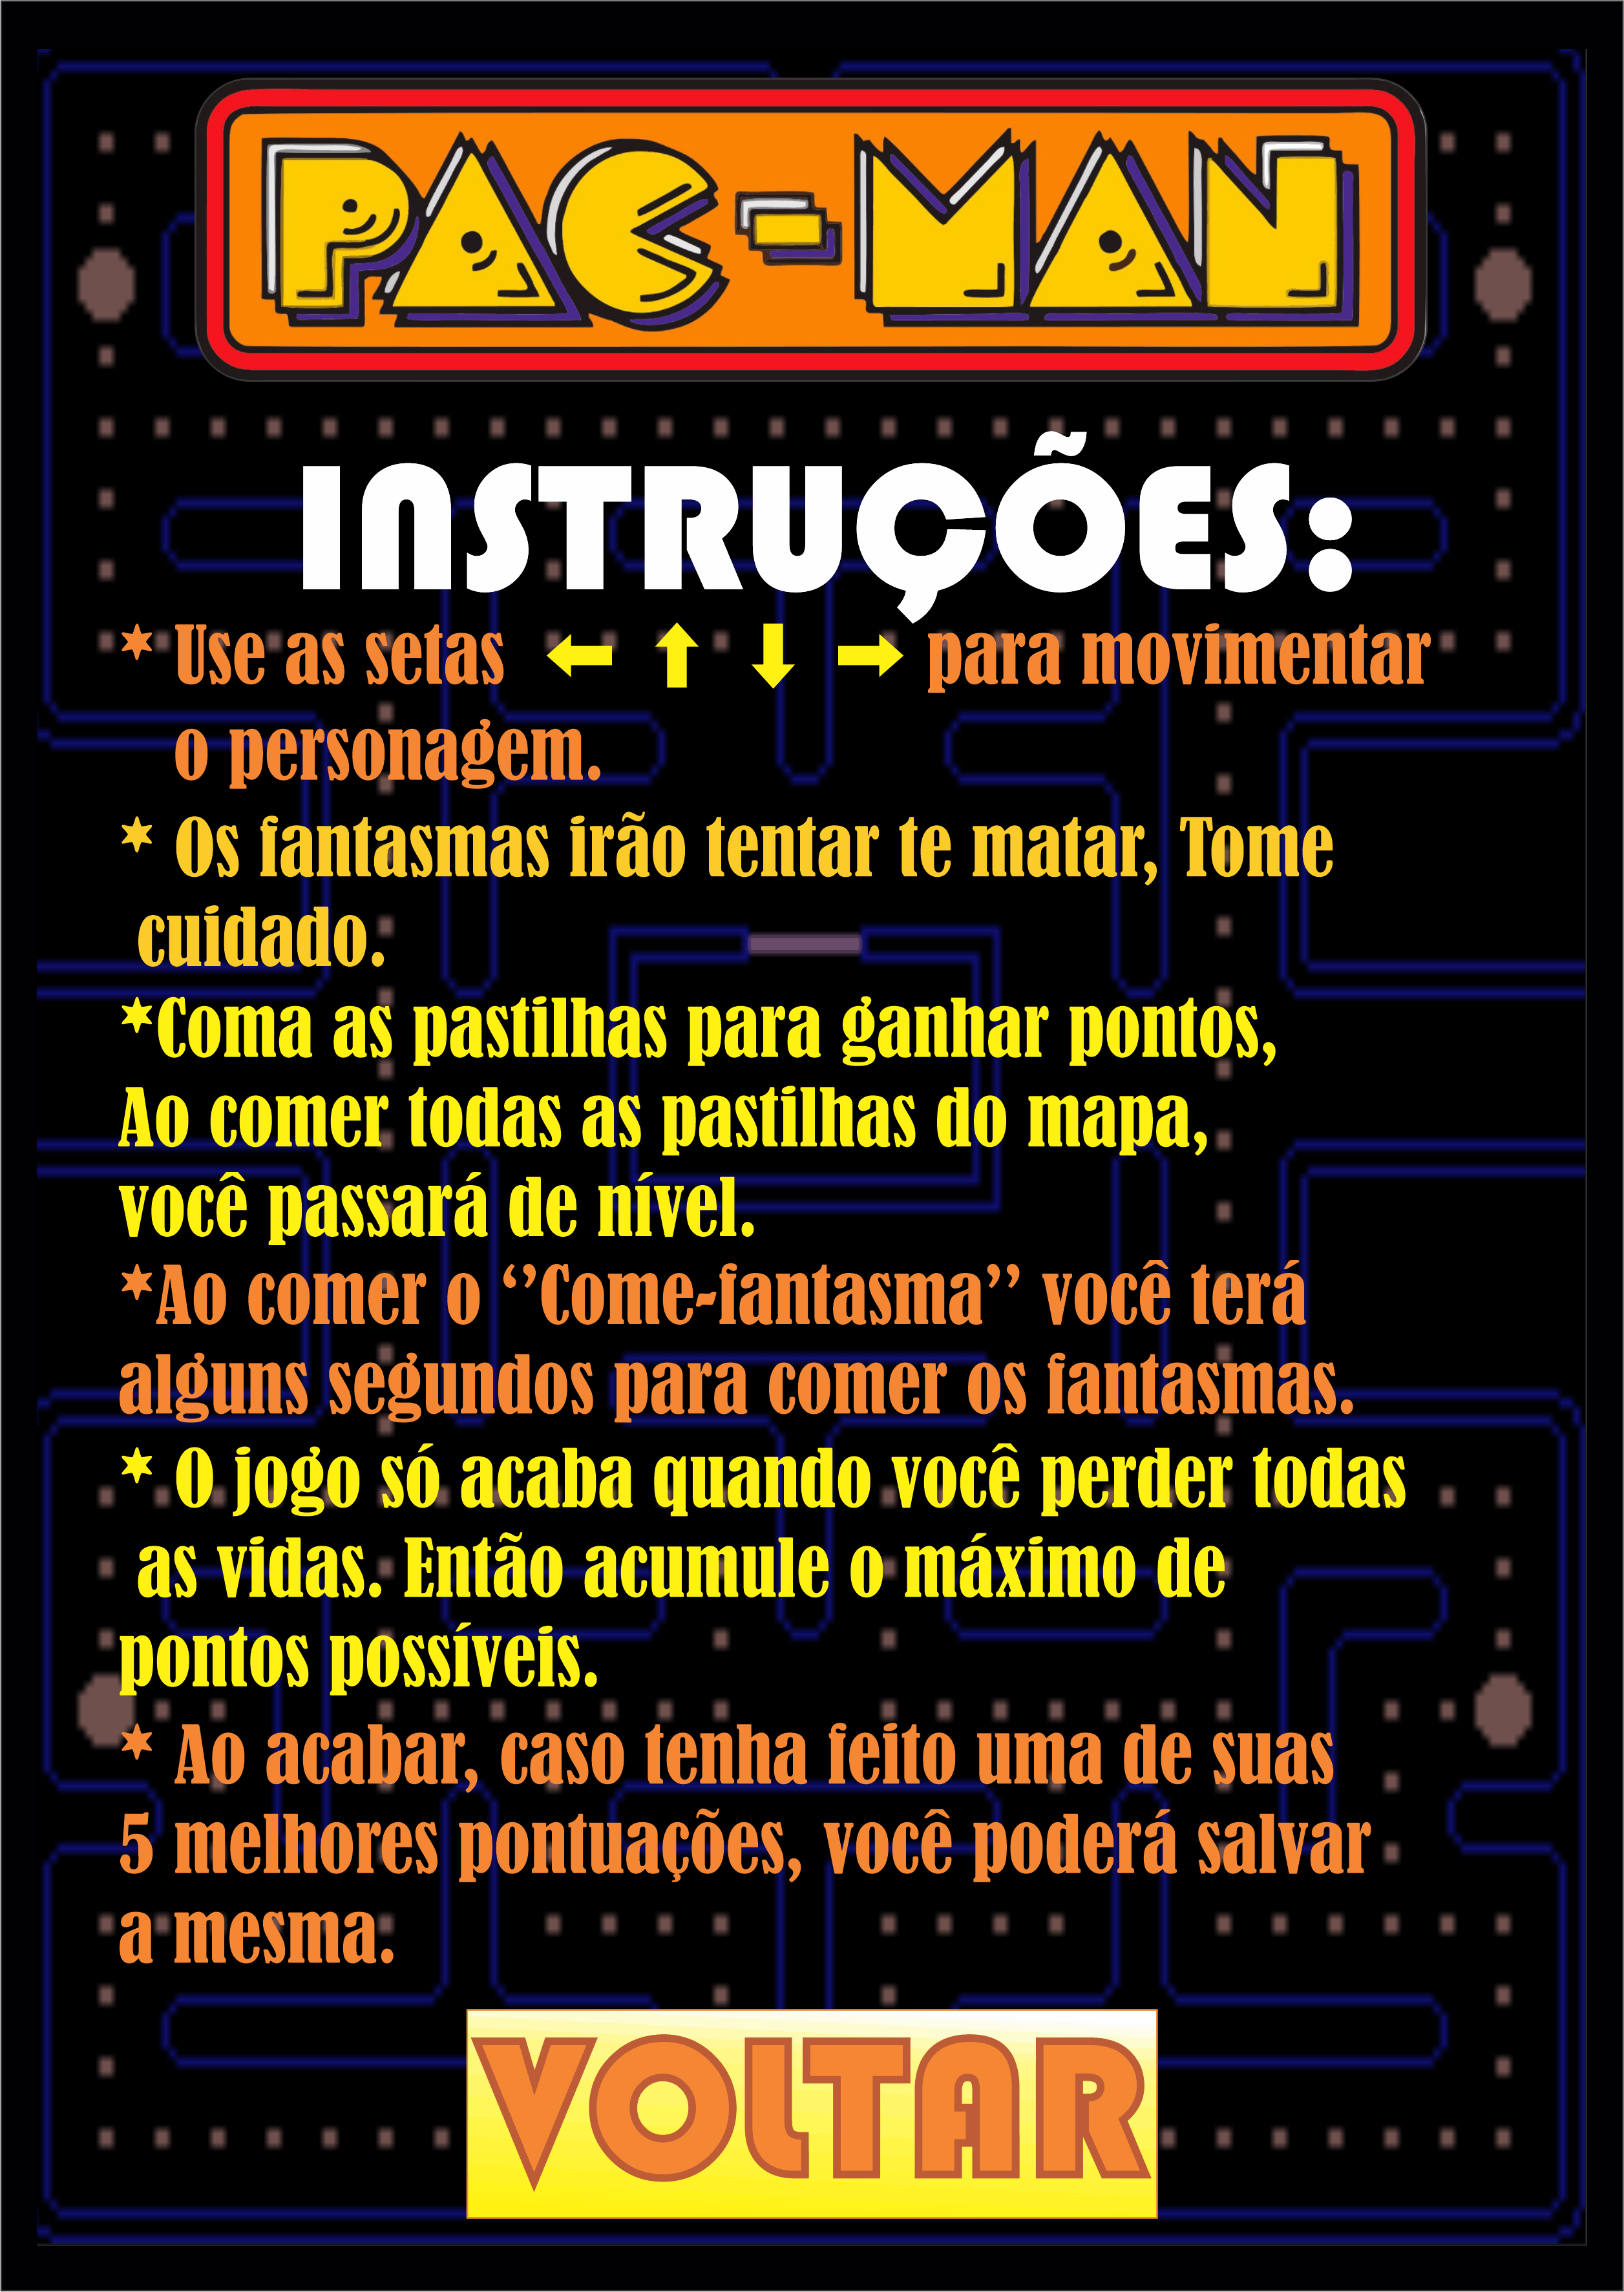 PAC-MAN
INSTRUÇÕES:
* Use as setas ← ↑ ↓ → para movimentar
o personagem.
* Os fantasmas irão tentar te matar, Tome
cuidado.
*Coma as pastilhas para ganhar pontos,
Ao comer todas as pastilhas do mapa,
você passará de nível.
*Ao comer o ‘’Come-fantasma’’ você terá
alguns segundos para comer os fantasmas.
* O jogo só acaba quando você perder todas
as vidas. Então acumule o máximo de
pontos possíveis.
* Ao acabar, caso tenha feito uma de suas
5 melhores pontuações, você poderá salvar
a mesma.
VOLTAR